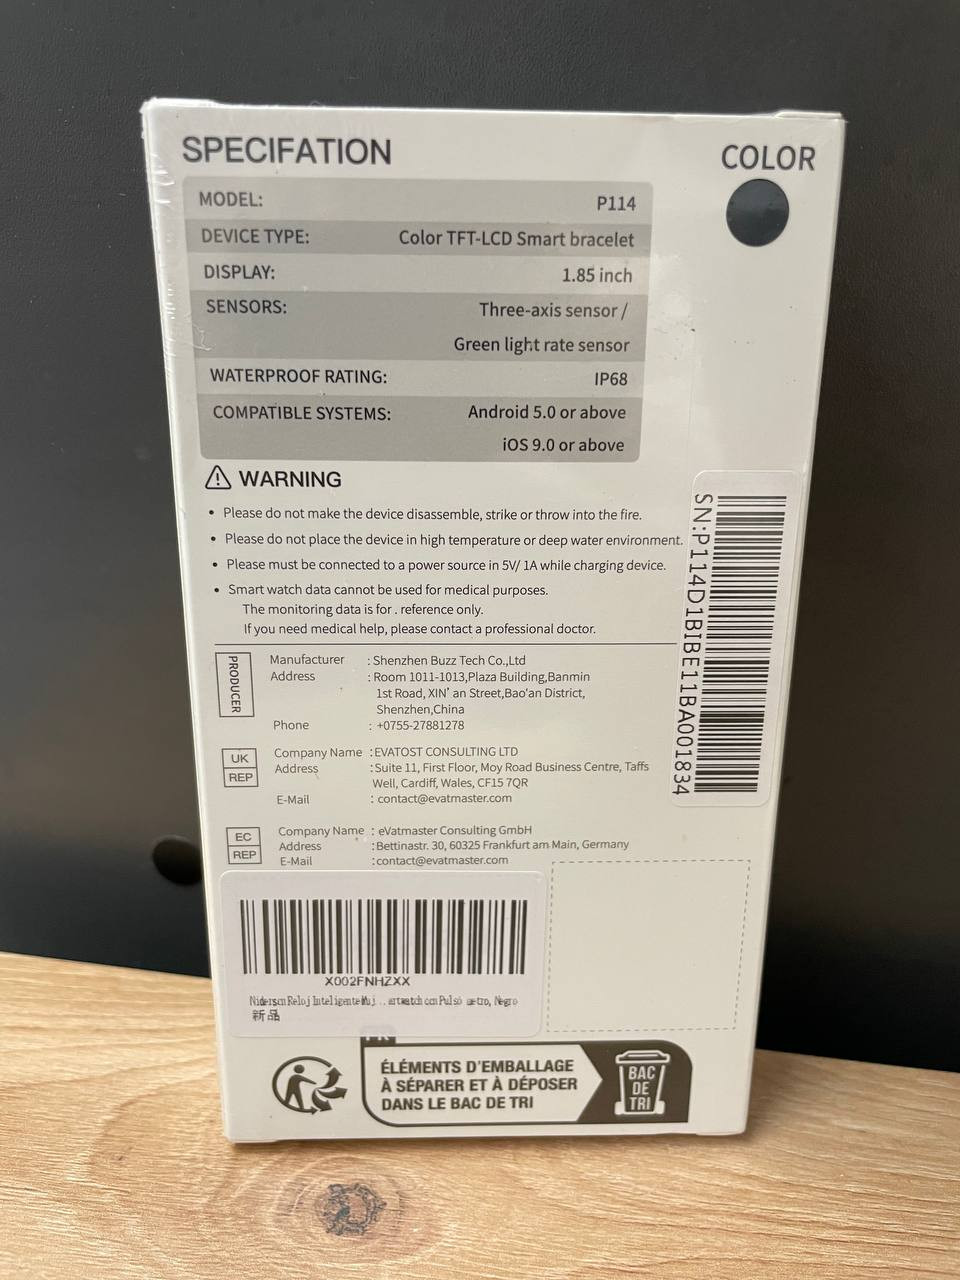 SPECIFATION
COLOR
MODEL: P114
DEVICE TYPE: Color TFT-LCD Smart bracelet
DISPLAY: 1.85 inch
SENSORS: Three-axis sensor /
Green light rate sensor
WATERPROOF RATING: IP68
COMPATIBLE SYSTEMS: Android 5.0 or above
iOS 9.0 or above
⚠ WARNING
• Please do not make the device disassemble, strike or throw into the fire.
• Please do not place the device in high temperature or deep water environment.
• Please must be connected to a power source in 5V/ 1A while charging device.
• Smart watch data cannot be used for medical purposes.
The monitoring data is for . reference only.
If you need medical help, please contact a professional doctor.
SN:P114D1BIBE11BA001834
PRODUCER
Manufacturer : Shenzhen Buzz Tech Co.,Ltd
Address : Room 1011-1013,Plaza Building,Banmin
1st Road, XIN' an Street,Bao'an District,
Shenzhen,China
Phone : +0755-27881278
UK
REP
Company Name : EVATOST CONSULTING LTD
Address : Suite 11, First Floor, Moy Road Business Centre, Taffs
Well, Cardiff, Wales, CF15 7QR
E-Mail : contact@evatmaster.com
EC
REP
Company Name : eVatmaster Consulting GmbH
Address : Bettinastr. 30, 60325 Frankfurt am Main, Germany
E-Mail : contact@evatmaster.com
X002FNHZXX
Reloj Inteligente Muj ... artwatch con Pulsó metro, Negro
新品
FR
ÉLÉMENTS D'EMBALLAGE
À SÉPARER ET À DÉPOSER
DANS LE BAC DE TRI
BAC
DE
TRI